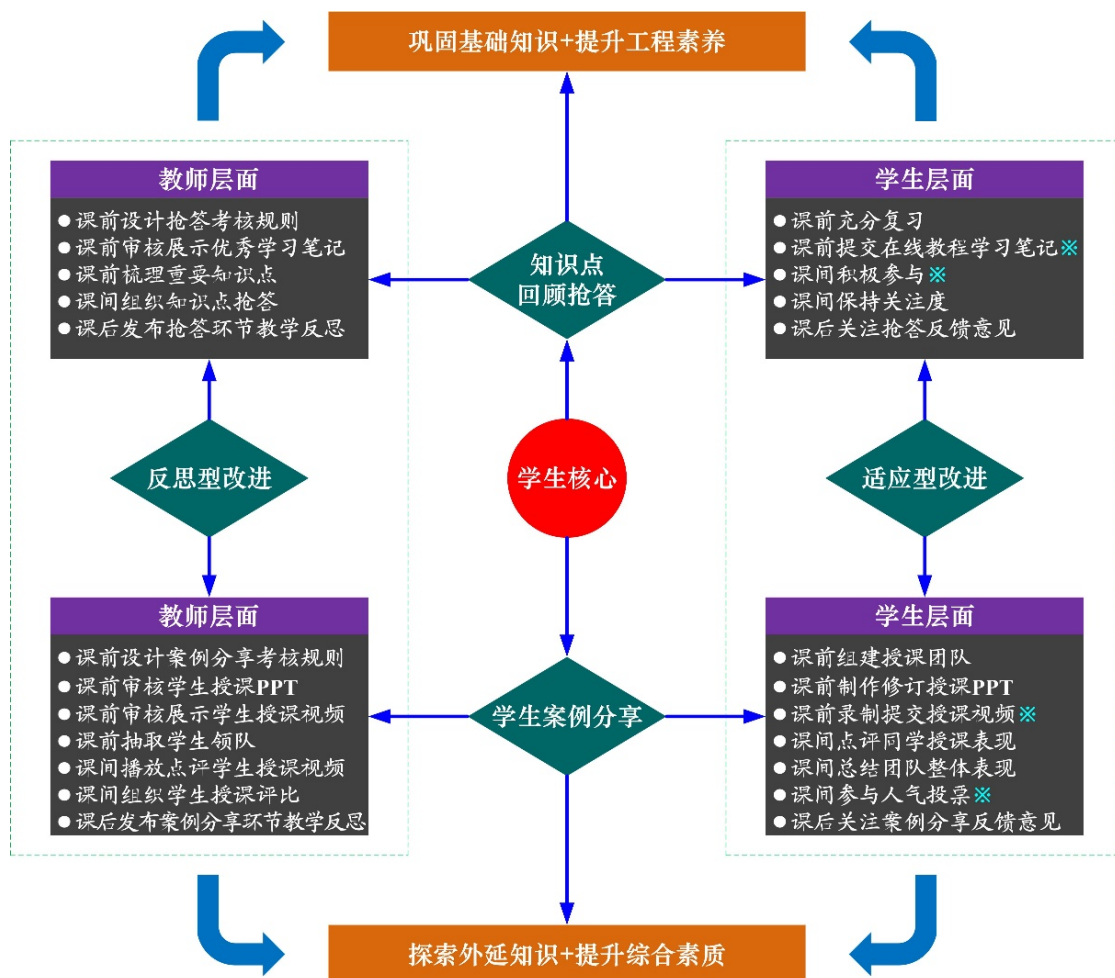 巩固基础知识+提升工程素养
教师层面
●课前设计抢答考核规则
●课前审核展示优秀学习笔记
●课前梳理重要知识点
●课间组织知识点抢答
●课后发布抢答环节教学反思
知识点
回顾抢答
学生层面
●课前充分复习
●课前提交在线教程学习笔记※
●课间积极参与※
●课间保持关注度
●课后关注抢答反馈意见
反思型改进
学生核心
适应型改进
教师层面
●课前设计案例分享考核规则
●课前审核学生授课PPT
●课前审核展示学生授课视频
●课前抽取学生领队
●课间播放点评学生授课视频
●课间组织学生授课评比
●课后发布案例分享环节教学反思
学生案例分享
学生层面
●课前组建授课团队
●课前制作修订授课PPT
●课前录制提交授课视频※
●课间点评同学授课表现
●课间总结团队整体表现
●课间参与人气投票※
●课后关注案例分享反馈意见
探索外延知识+提升综合素质